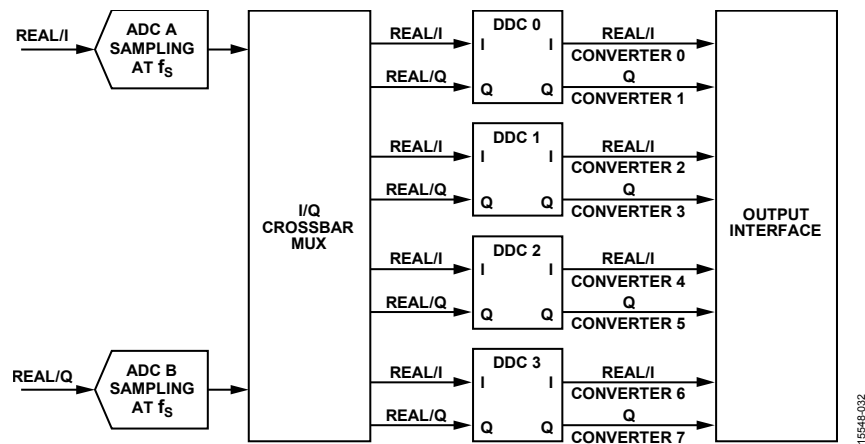 REAL/I
ADC A
SAMPLING
AT fS
REAL/Q
ADC B
SAMPLING
AT fS
I/Q
CROSSBAR
MUX
REAL/I
REAL/Q
DDC 0
I I
Q Q
REAL/I
CONVERTER 0
Q
CONVERTER 1
REAL/I
REAL/Q
DDC 1
I I
Q Q
REAL/I
CONVERTER 2
Q
CONVERTER 3
REAL/I
REAL/Q
DDC 2
I I
Q Q
REAL/I
CONVERTER 4
Q
CONVERTER 5
REAL/I
REAL/Q
DDC 3
I I
Q Q
REAL/I
CONVERTER 6
Q
CONVERTER 7
OUTPUT
INTERFACE
15548-032